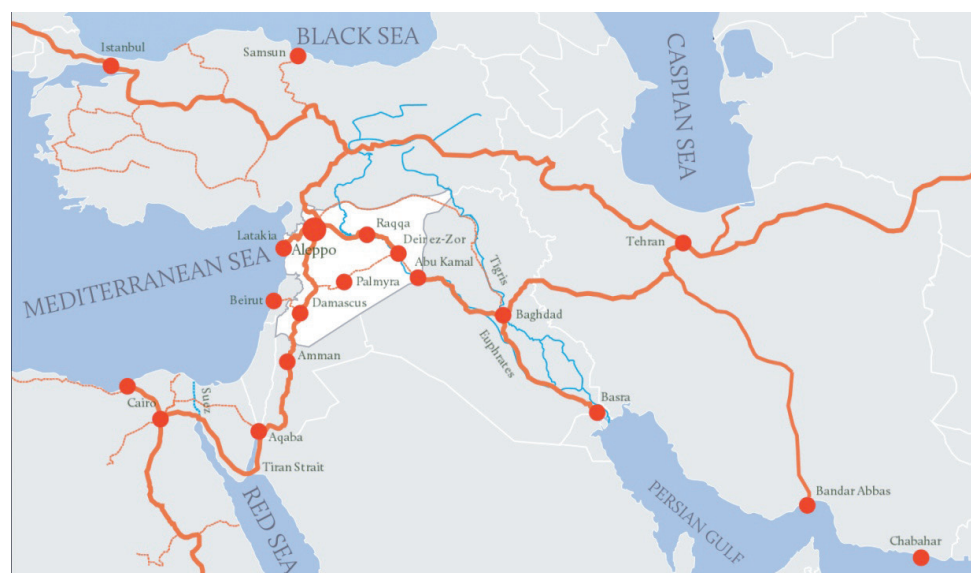 BLACK SEA
Istanbul
Samsun
CASPIAN SEA
Latakia
Aleppo
Raqqa
Deir ez-Zor
Tehran
MEDITERRANEAN SEA
Abu Kamal
Tigris
Palmyra
Beirut
Damascus
Baghdad
Amman
Euphrates
Cairo
Suez
Basra
Aqaba
Tiran Strait
RED SEA
PERSIAN GULF
Bandar Abbas
Chabahar